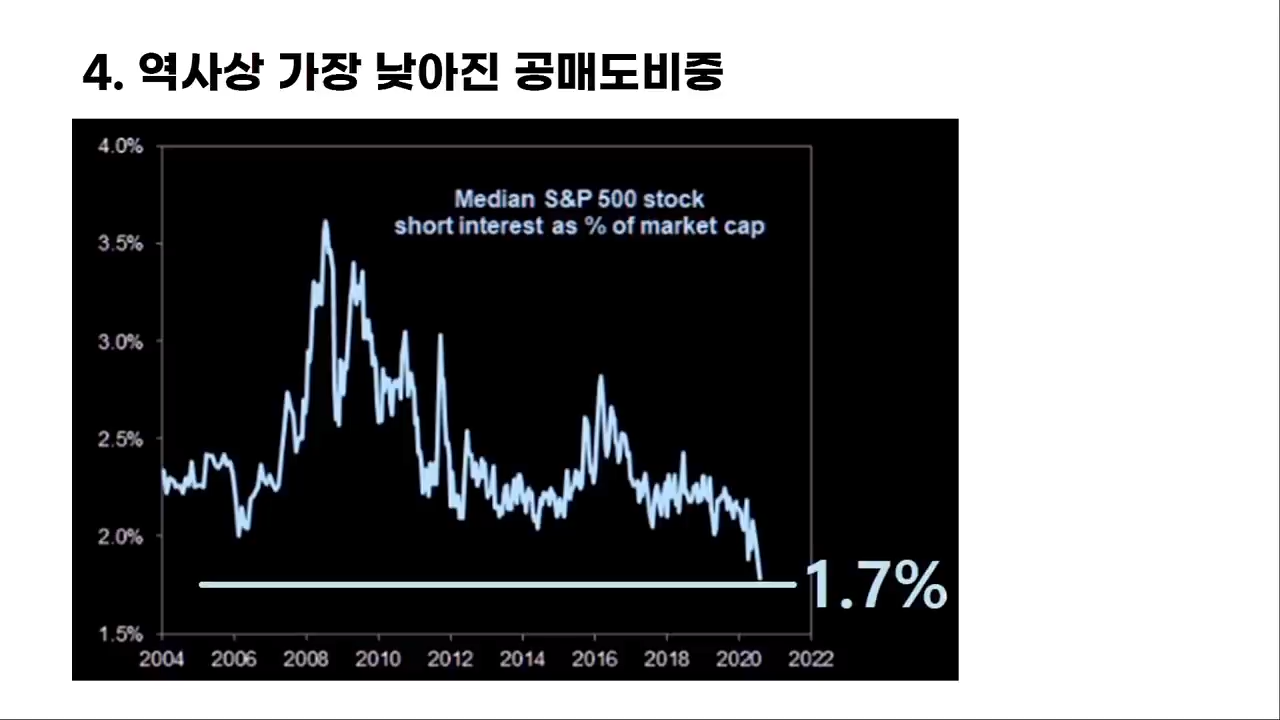 4. 역사상 가장 낮아진 공매도비중
4.0%
Median S&P 500 stock
short interest as % of market cap
3.5%
3.0%
2.5%
2.0%
1.7%
1.5%
2004 2006 2008 2010 2012 2014 2016 2018 2020 2022